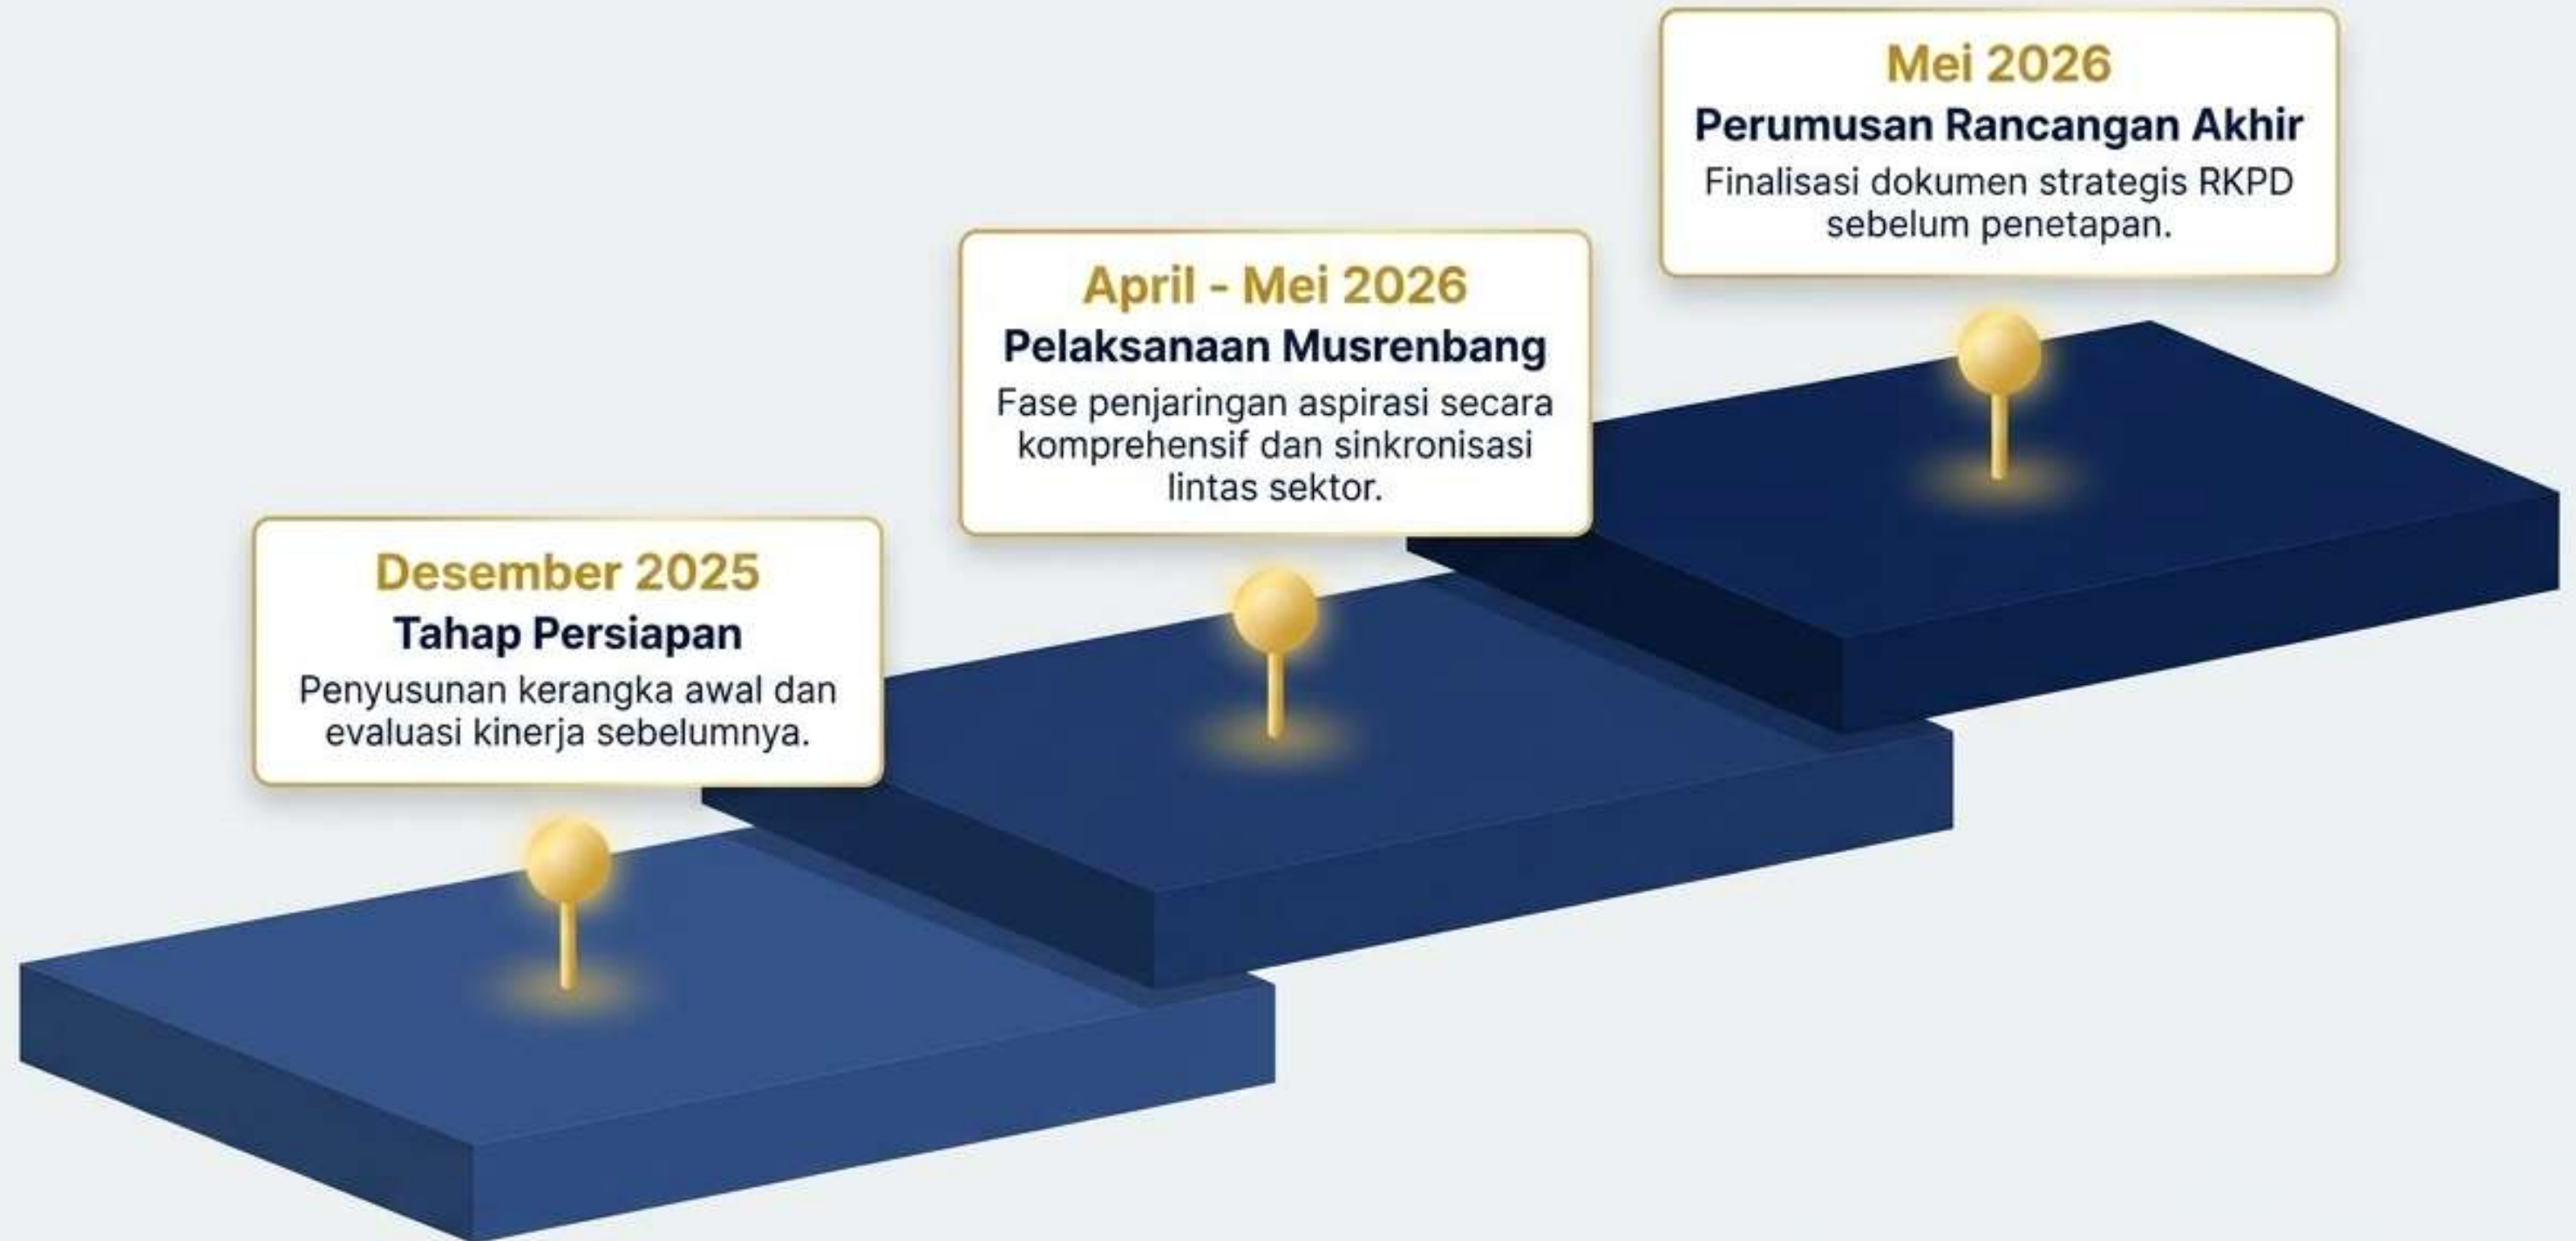 Mei 2026
Perumusan Rancangan Akhir
Finalisasi dokumen strategis RKPD
sebelum penetapan.
April - Mei 2026
Pelaksanaan Musrenbang
Fase penjaringan aspirasi secara
komprehensif dan sinkronisasi
lintas sektor.
Desember 2025
Tahap Persiapan
Penyusunan kerangka awal dan
evaluasi kinerja sebelumnya.